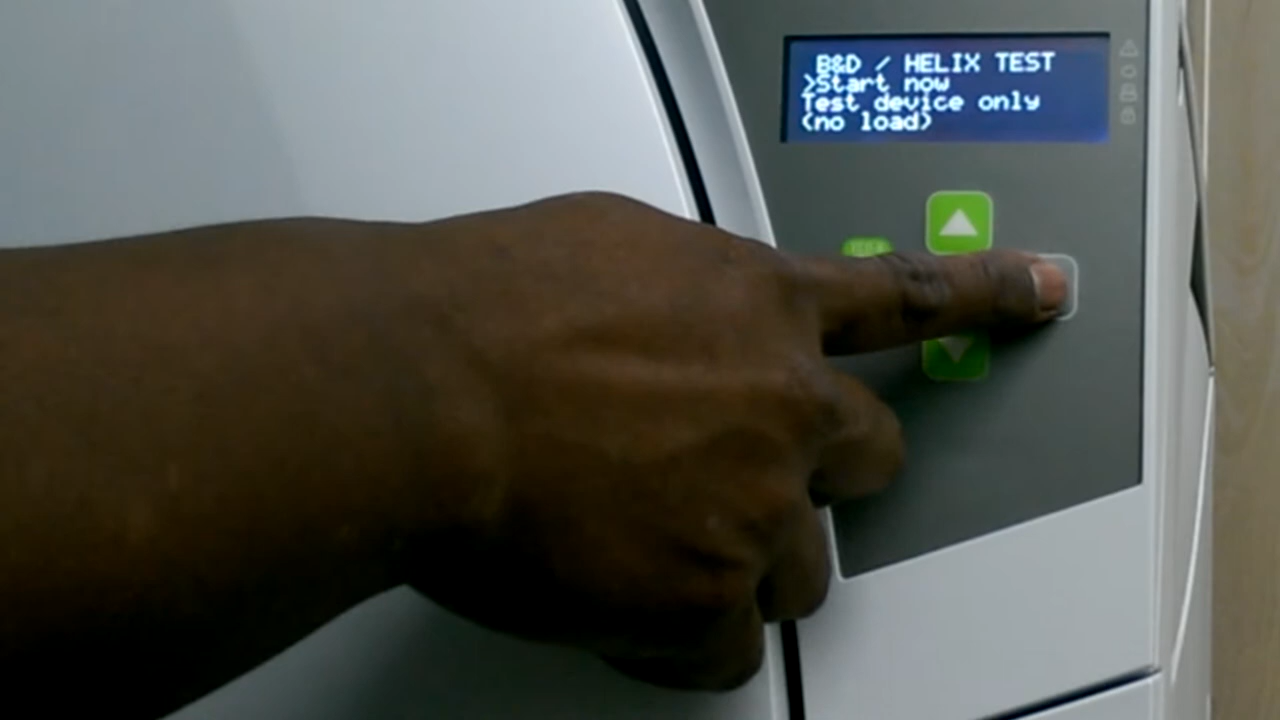 B&D / HELIX TEST
>Start now
Test device only
(no load)